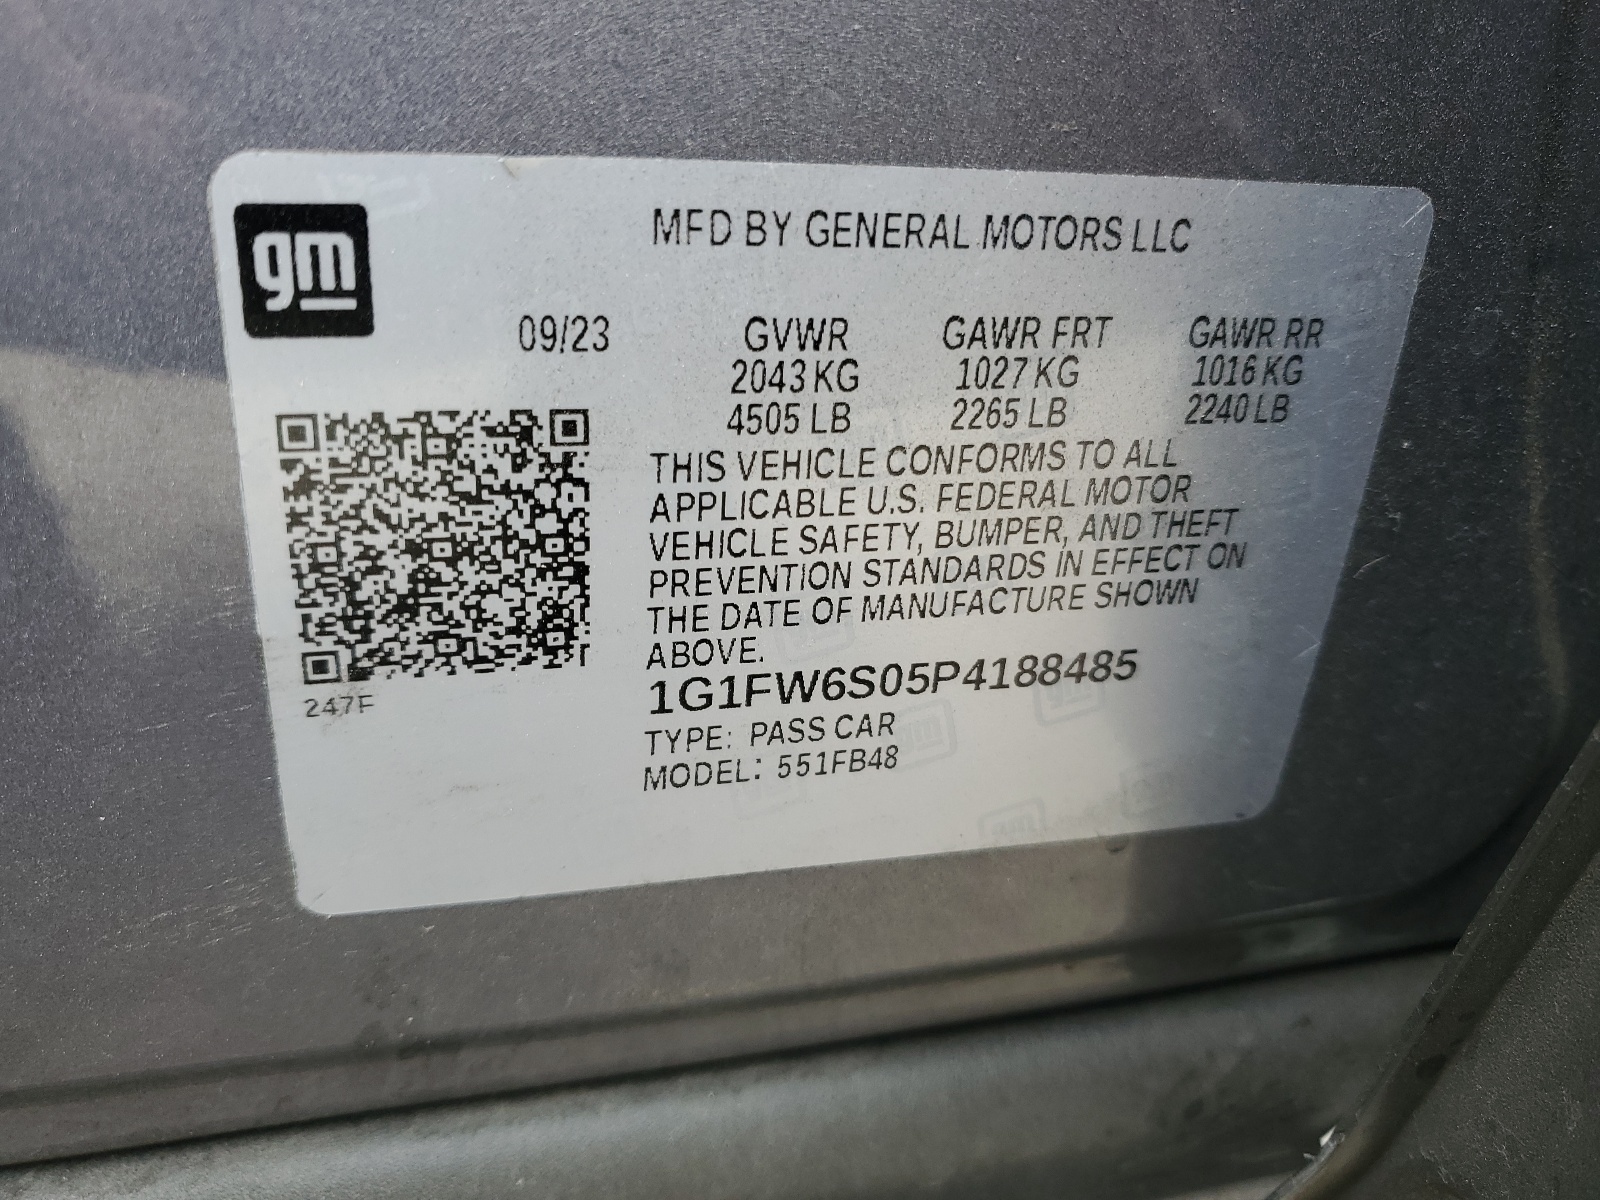 gm
MFD BY GENERAL MOTORS LLC
09/23 GVWR GAWR FRT GAWR RR
2043 KG 1027 KG 1016 KG
4505 LB 2265 LB 2240 LB
THIS VEHICLE CONFORMS TO ALL
APPLICABLE U.S. FEDERAL MOTOR
VEHICLE SAFETY, BUMPER, AND THEFT
PREVENTION STANDARDS IN EFFECT ON
THE DATE OF MANUFACTURE SHOWN
ABOVE.
1G1FW6S05P4188485
247F
TYPE: PASS CAR
MODEL: 551FB48